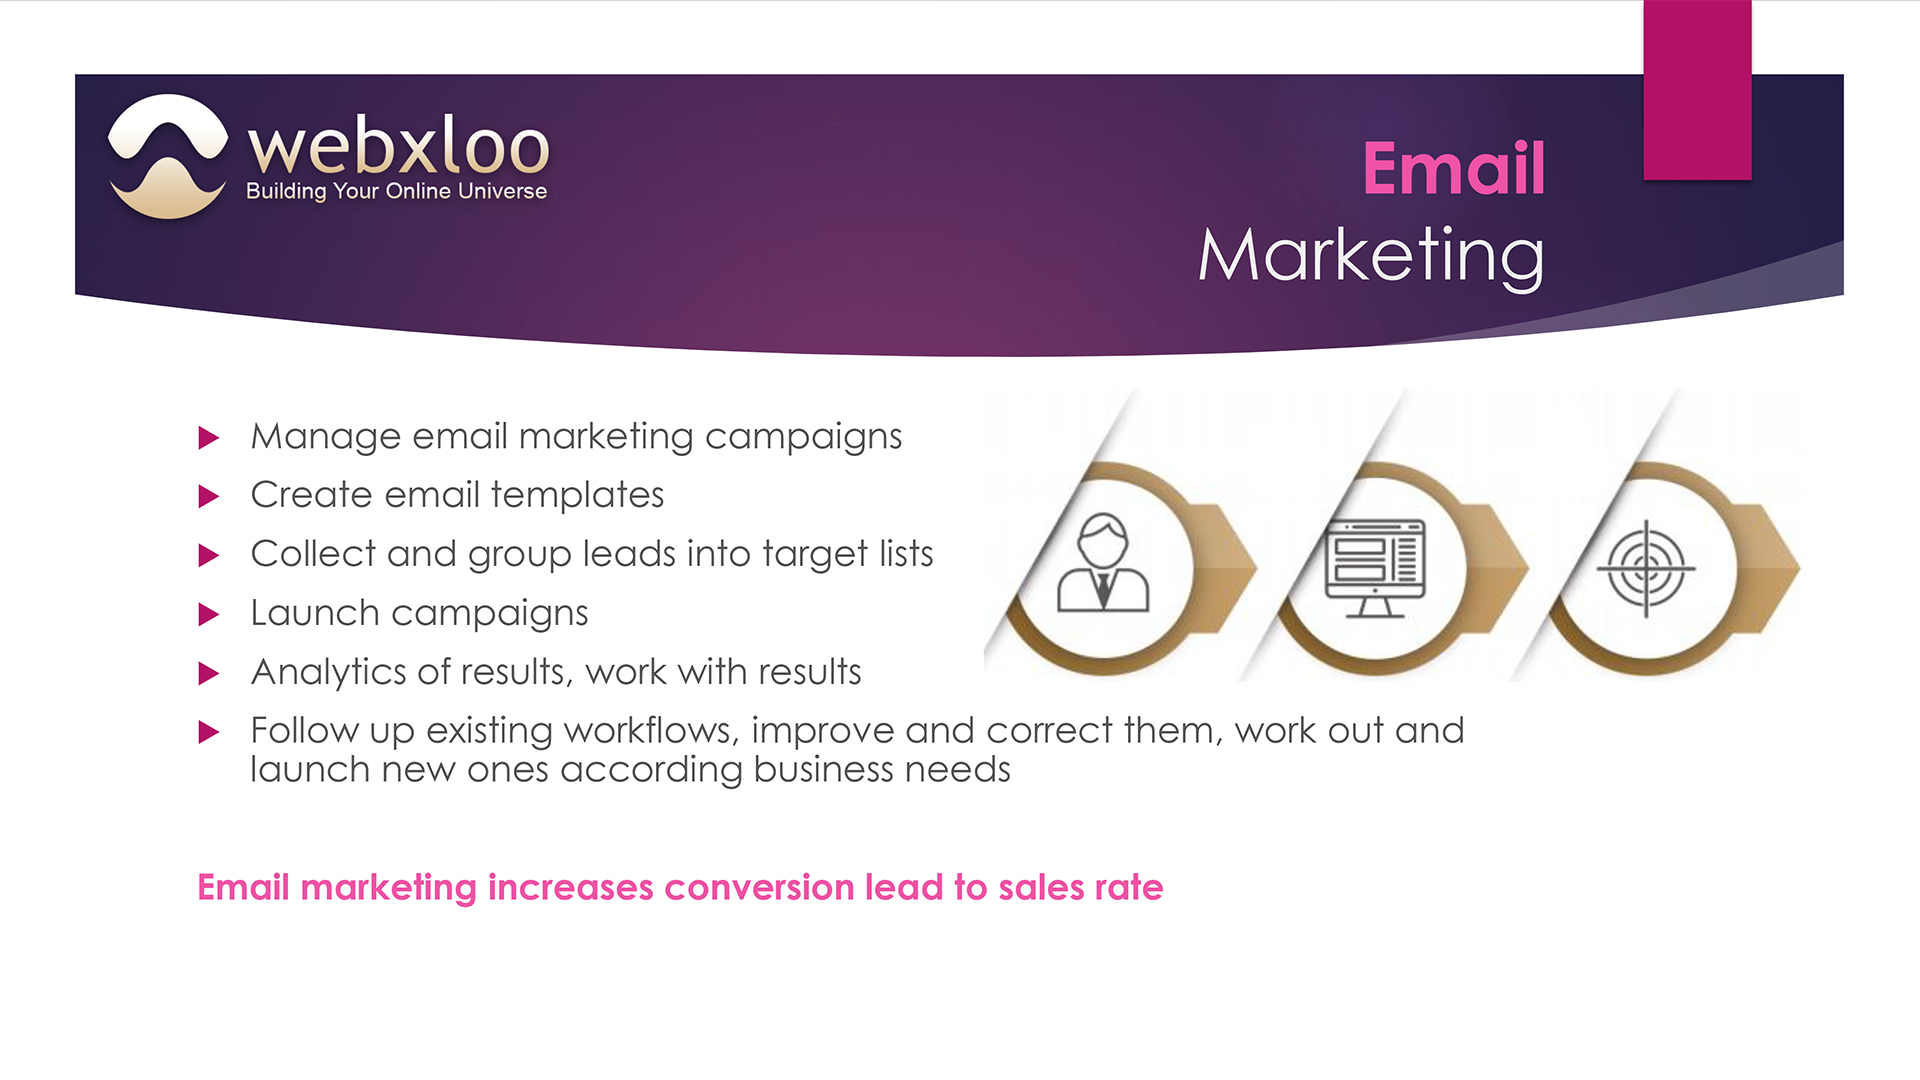 webxloo
Building Your Online Universe
Email
Marketing
Manage email marketing campaigns
Create email templates
Collect and group leads into target lists
Launch campaigns
Analytics of results, work with results
Follow up existing workflows, improve and correct them, work out and
launch new ones according business needs
Email marketing increases conversion lead to sales rate